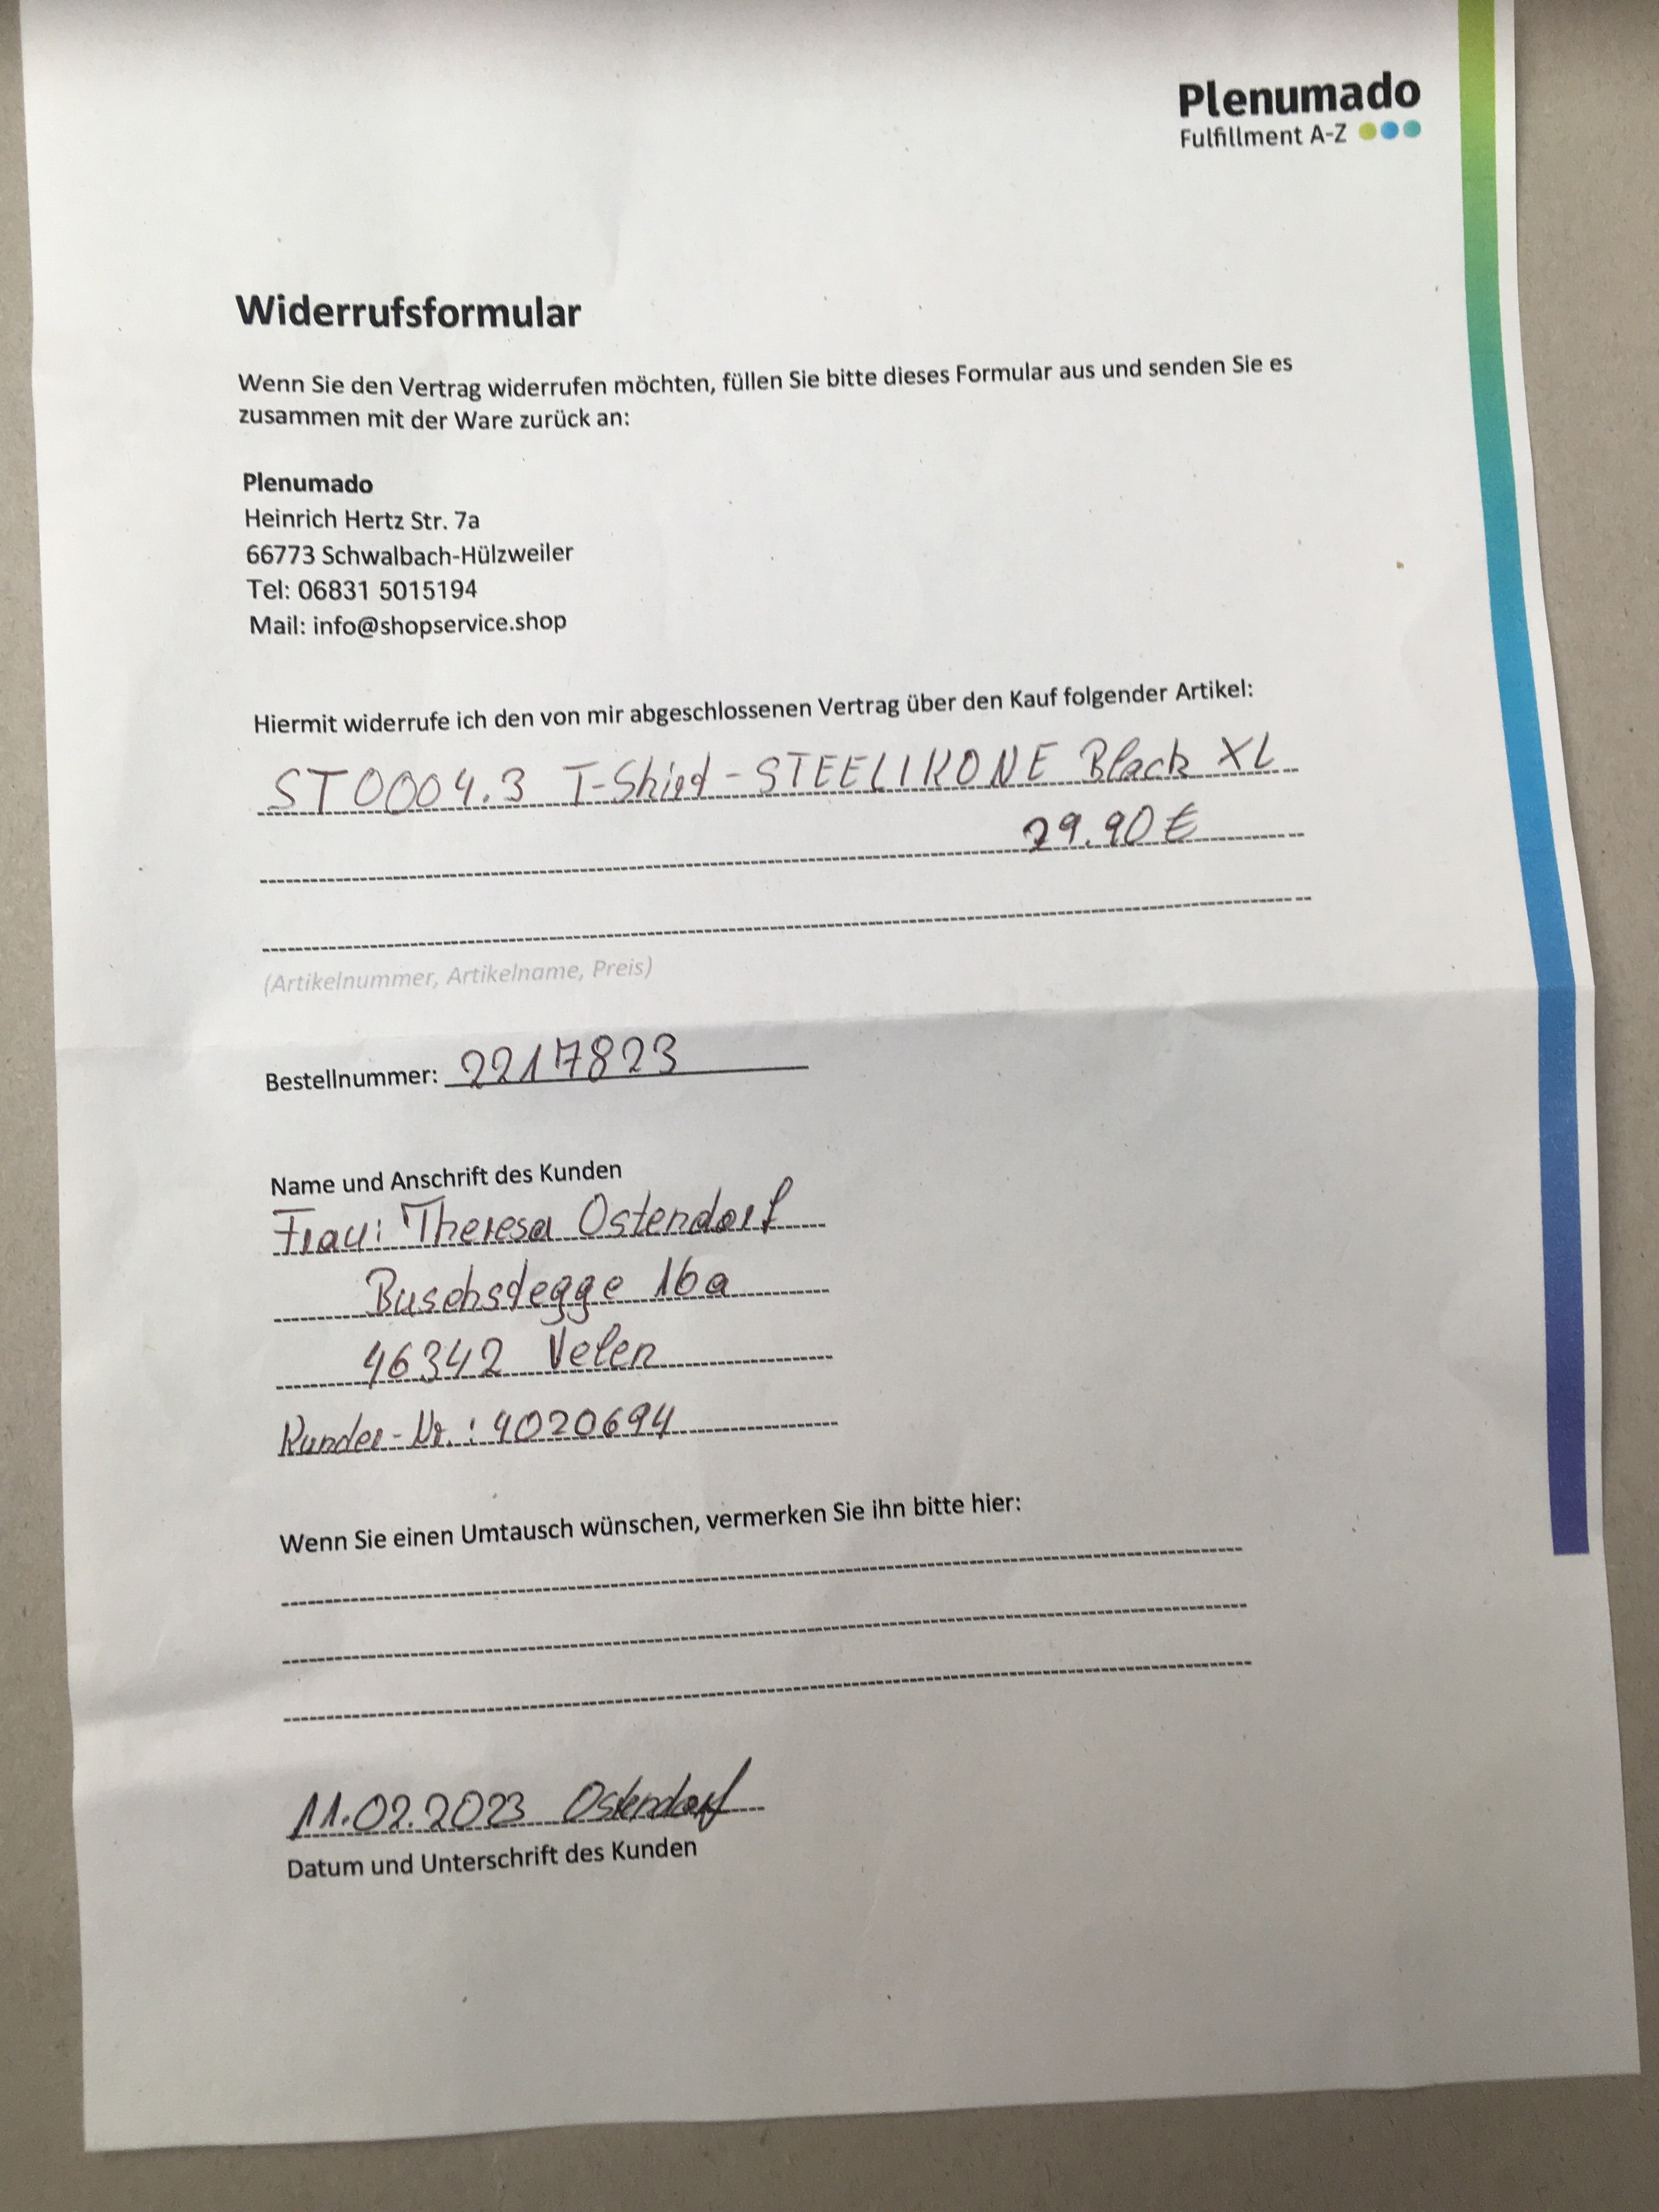 Plenumado
Fulfillment A-Z
Widerrufsformular
Wenn Sie den Vertrag widerrufen möchten, füllen Sie bitte dieses Formular aus und senden Sie es
zusammen mit der Ware zurück an:
Plenumado
Heinrich Hertz Str. 7a
66773 Schwalbach-Hülzweiler
Tel: 06831 5015194
Mail: info@shopservice.shop
Hiermit widerrufe ich den von mir abgeschlossenen Vertrag über den Kauf folgender Artikel:
ST0004.3 T-Shird-STEELIKONE Black XL
29.90 €
(Artikelnummer, Artikelname, Preis)
Bestellnummer: 2217823
Name und Anschrift des Kunden
Frau: Theresa Ostendorf
Buschstegge 16a
46342 Velen
Kunden-Nr.: 4020694
Wenn Sie einen Umtausch wünschen, vermerken Sie ihn bitte hier:
11.02.2023 Ostendorf
Datum und Unterschrift des Kunden